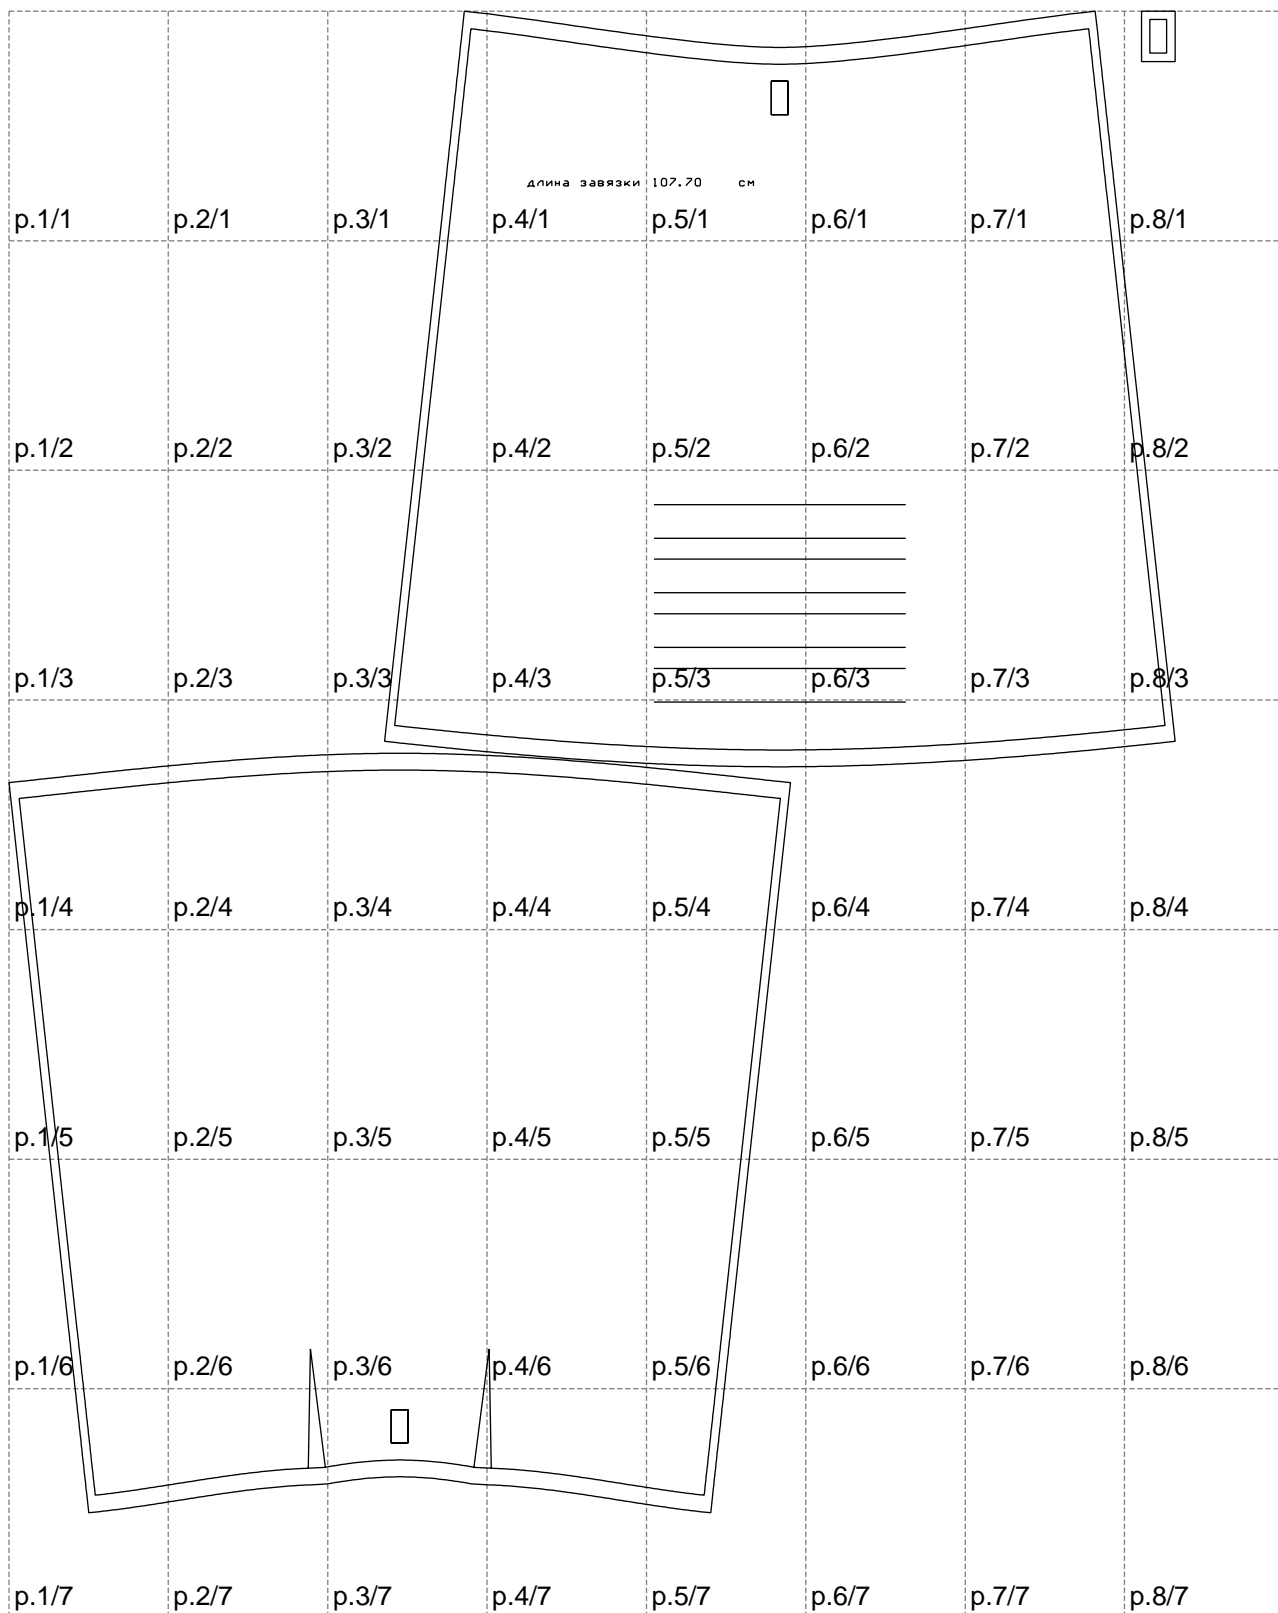 длина завязки 107.70 см
p.1/1 p.2/1 p.3/1 p.4/1 p.5/1 p.6/1 p.7/1 p.8/1
p.1/2 p.2/2 p.3/2 p.4/2 p.5/2 p.6/2 p.7/2 p.8/2
p.1/3 p.2/3 p.3/3 p.4/3 p.5/3 p.6/3 p.7/3 p.8/3
p.1/4 p.2/4 p.3/4 p.4/4 p.5/4 p.6/4 p.7/4 p.8/4
p.1/5 p.2/5 p.3/5 p.4/5 p.5/5 p.6/5 p.7/5 p.8/5
p.1/6 p.2/6 p.3/6 p.4/6 p.5/6 p.6/6 p.7/6 p.8/6
p.1/7 p.2/7 p.3/7 p.4/7 p.5/7 p.6/7 p.7/7 p.8/7